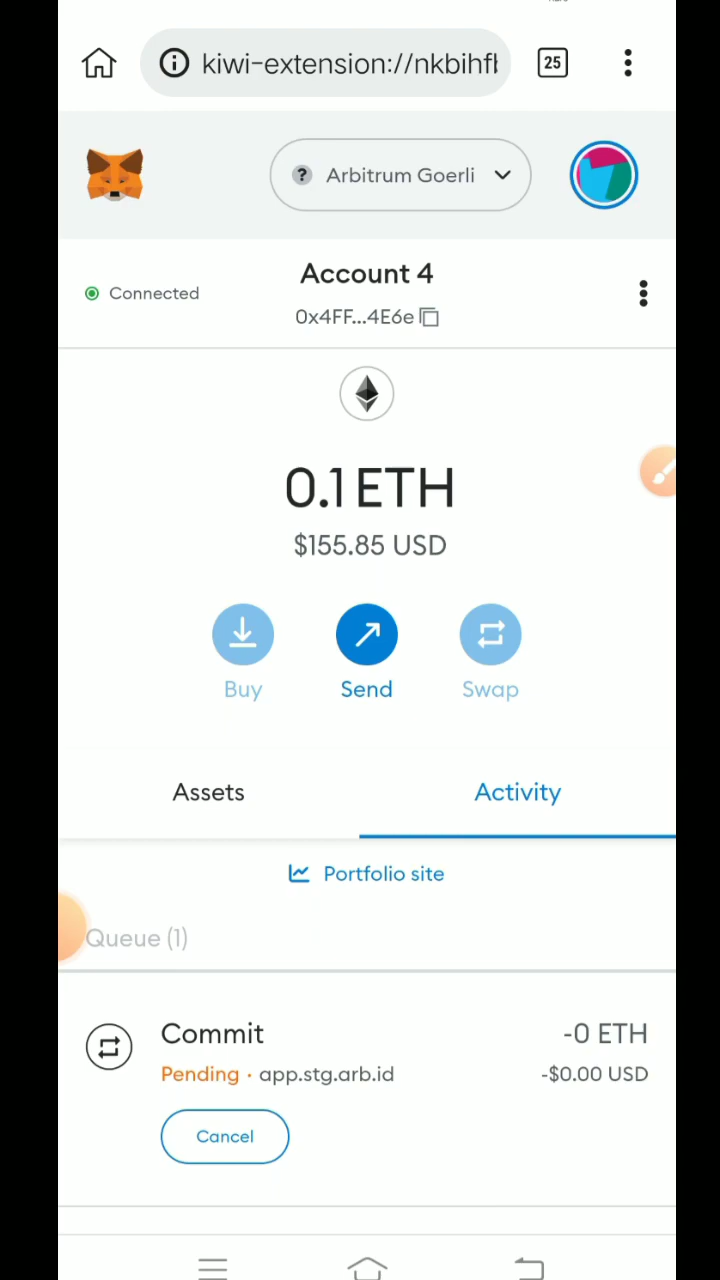 kiwi-extension://nkbihfl
25
? Arbitrum Goerli
Account 4
Connected
0x4FF...4E6e
0.1 ETH
$155.85 USD
Buy
Send
Swap
Assets
Activity
Portfolio site
Queue (1)
Commit
-0 ETH
Pending · app.stg.arb.id
-$0.00 USD
Cancel